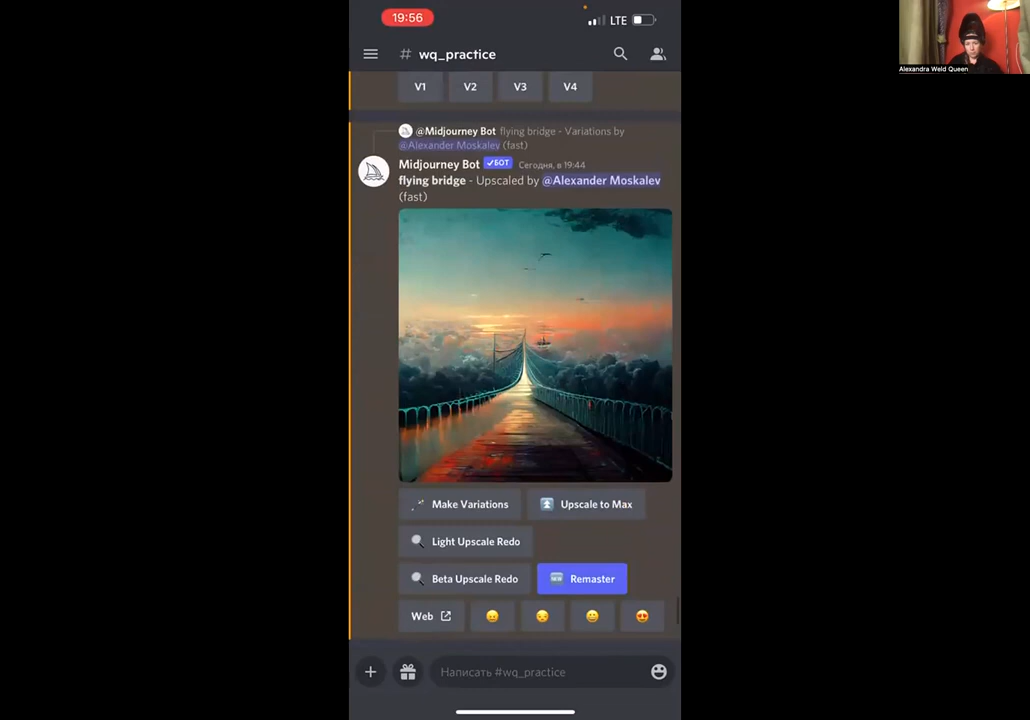 19:56
LTE
# wq_practice
V1 V2 V3 V4
@Midjourney Bot flying bridge - Variations by
@Alexander Moskalev (fast)
Midjourney Bot ✓БОТ Сегодня, в 19:44
flying bridge - Upscaled by @Alexander Moskalev
(fast)
Make Variations
Upscale to Max
Light Upscale Redo
Beta Upscale Redo
NEW Remaster
Web
Написать #wq_practice
Alexandra Weld Queen